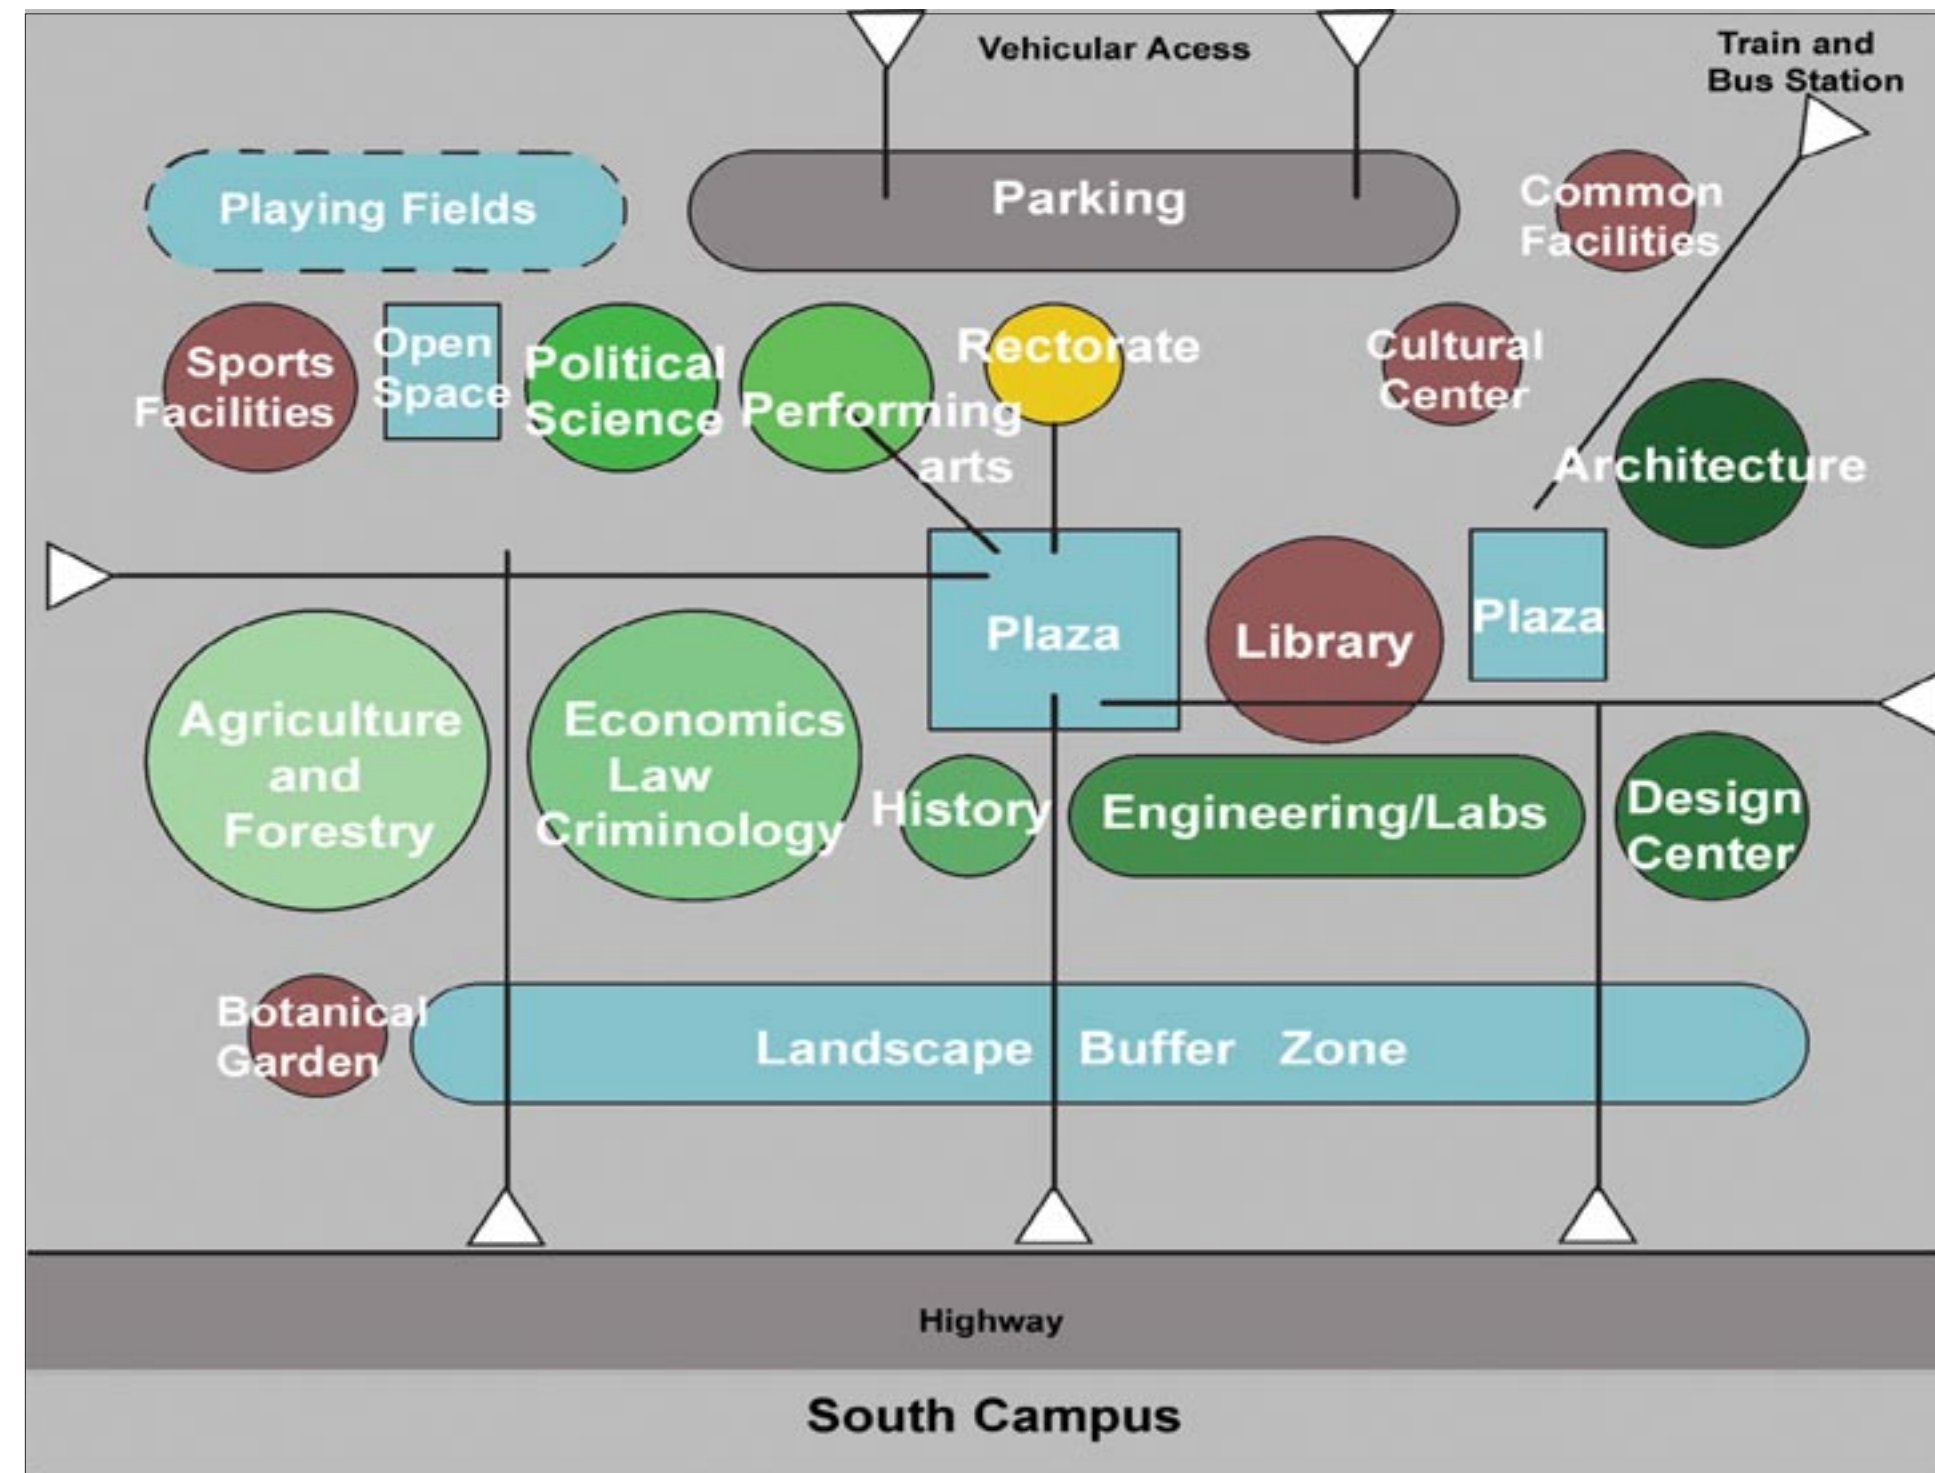 Vehicular Acess
Train and
Bus Station
Playing Fields
Parking
Common
Facilities
Sports
Facilities
Open
Space
Political
Science
Performing
arts
Rectorate
Cultural
Center
Architecture
Plaza
Library
Plaza
Agriculture
and
Forestry
Economics
Law
Criminology
History
Engineering/Labs
Design
Center
Botanical
Garden
Landscape Buffer Zone
Highway
South Campus